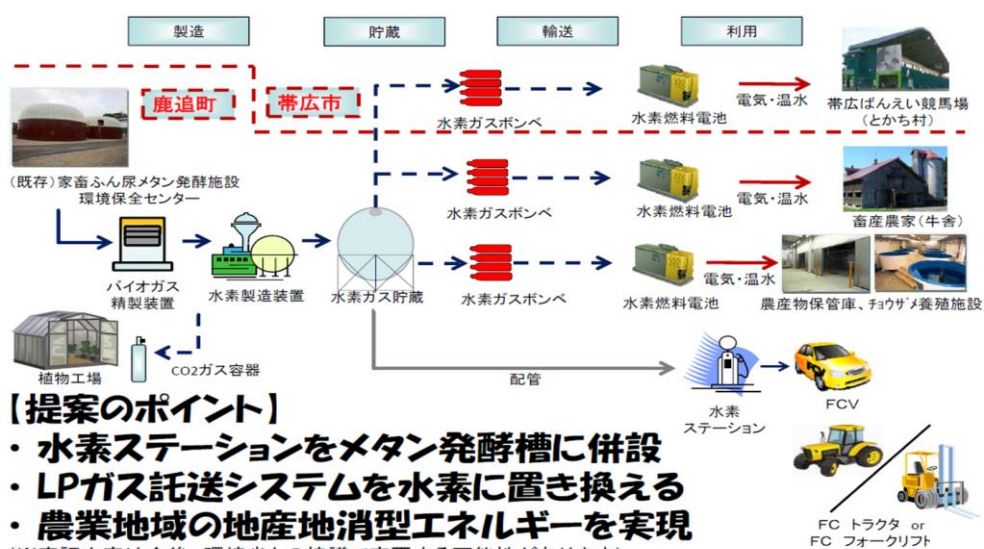 製造
貯蔵
輸送
利用
鹿追町
帯広市
水素ガスボンベ
水素燃料電池
電気・温水
帯広ばんえい競馬場
(とかち村)
(既存)家畜ふん尿メタン発酵施設
環境保全センター
水素ガスボンベ
水素燃料電池
電気・温水
畜産農家(牛舎)
バイオガス
精製装置
水素製造装置
水素ガス貯蔵
水素ガスボンベ
水素燃料電池
電気・温水
農産物保管庫、チョウザメ養殖施設
植物工場
CO2ガス容器
配管
水素
ステーション
FCV
【提案のポイント】
・ 水素ステーションをメタン発酵槽に併設
・ LPガス託送システムを水素に置き換える
・ 農業地域の地産地消型エネルギーを実現
FC トラクタ or
FC フォークリフト